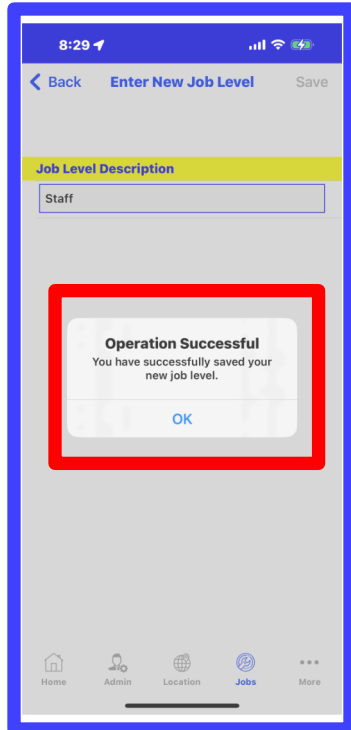 8:29
Back Enter New Job Level Save
Job Level Description
Staff
Operation Successful
You have successfully saved your
new job level.
OK
Home Admin Location Jobs More